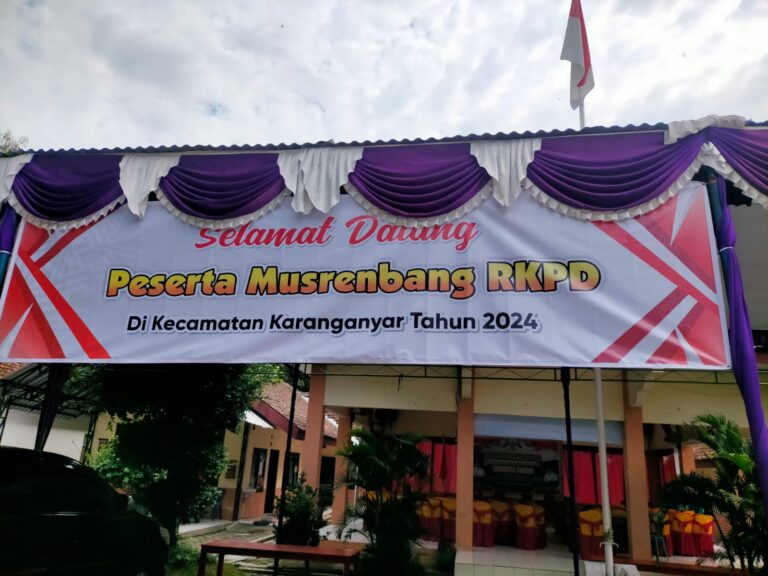 Selamat Datang
Peserta Musrenbang RKPD
Di Kecamatan Karanganyar Tahun 2024